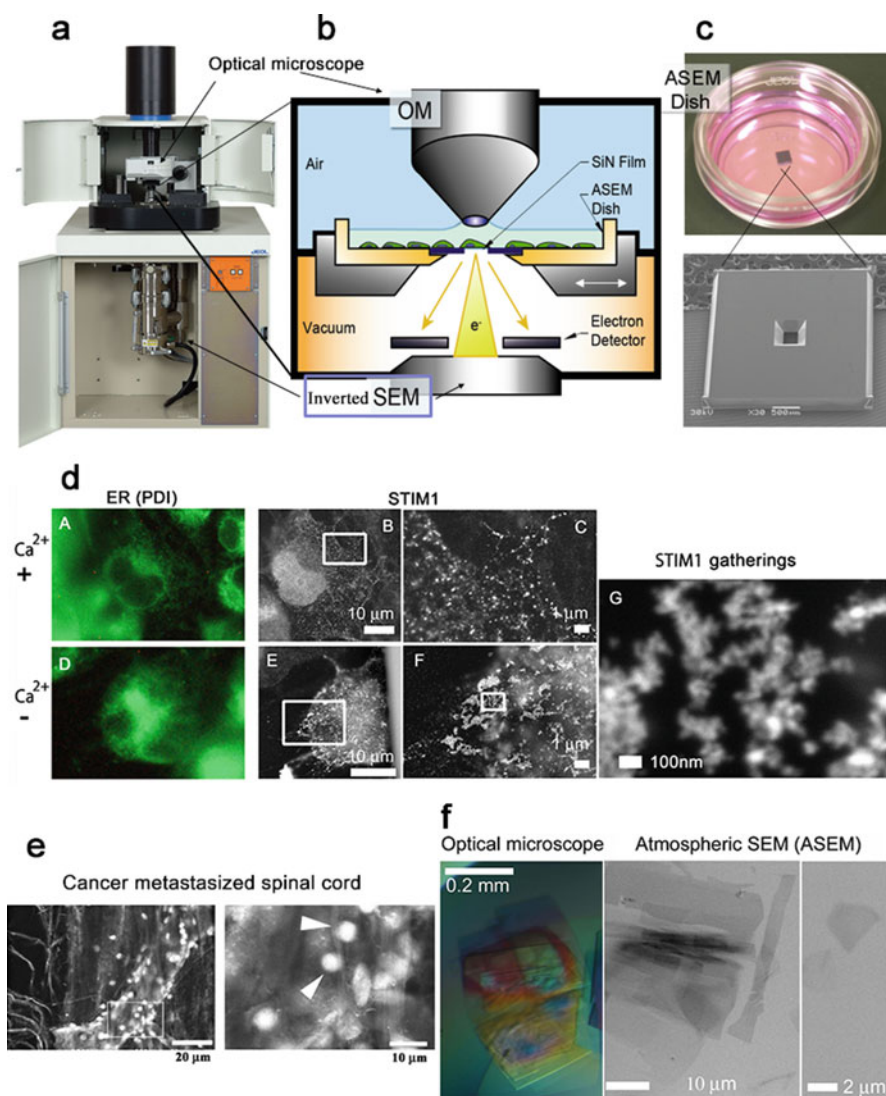 a
b
c
Optical microscope
OM
ASEM
Dish
SiN Film
Air
ASEM
Dish
JEOL
Vacuum
e-
Electron
Detector
Inverted SEM
30kV X30 500µm
d
ER (PDI)
STIM1
Ca2+
+
A
B
10 µm
C
1 µm
STIM1 gatherings
G
100nm
Ca2+
-
D
E
10 µm
F
1 µm
e
Cancer metastasized spinal cord
20 µm
10 µm
f
Optical microscope
Atmospheric SEM (ASEM)
0.2 mm
10 µm
2 µm